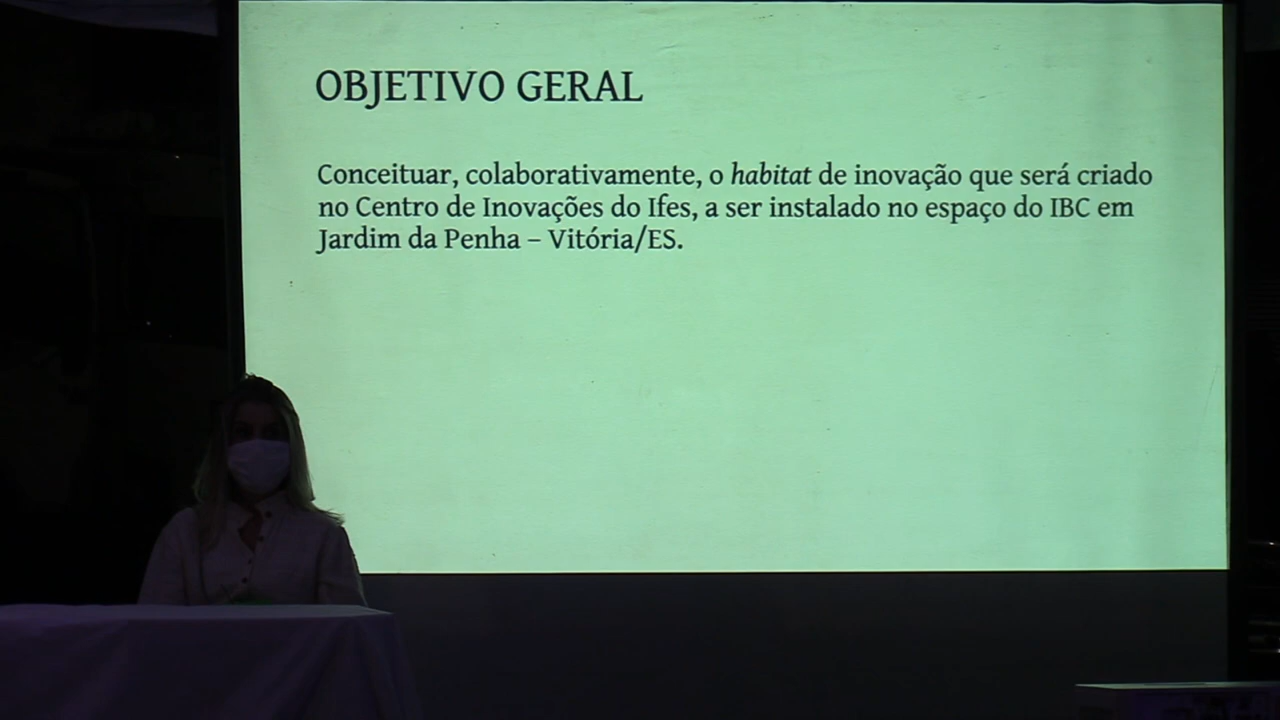 OBJETIVO GERAL
Conceituar, colaborativamente, o habitat de inovação que será criado
no Centro de Inovações do Ifes, a ser instalado no espaço do IBC em
Jardim da Penha – Vitória/ES.